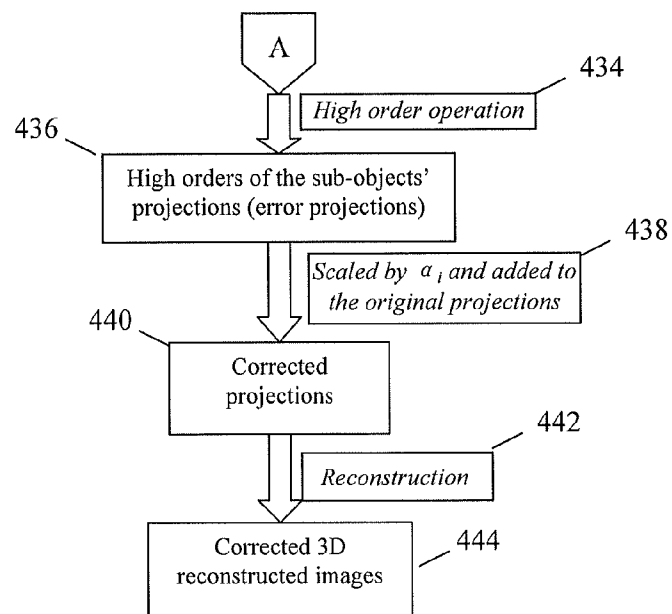 A
434
High order operation
436
High orders of the sub-objects'
projections (error projections)
438
Scaled by α i and added to
the original projections
440
Corrected
projections
442
Reconstruction
Corrected 3D
reconstructed images
444